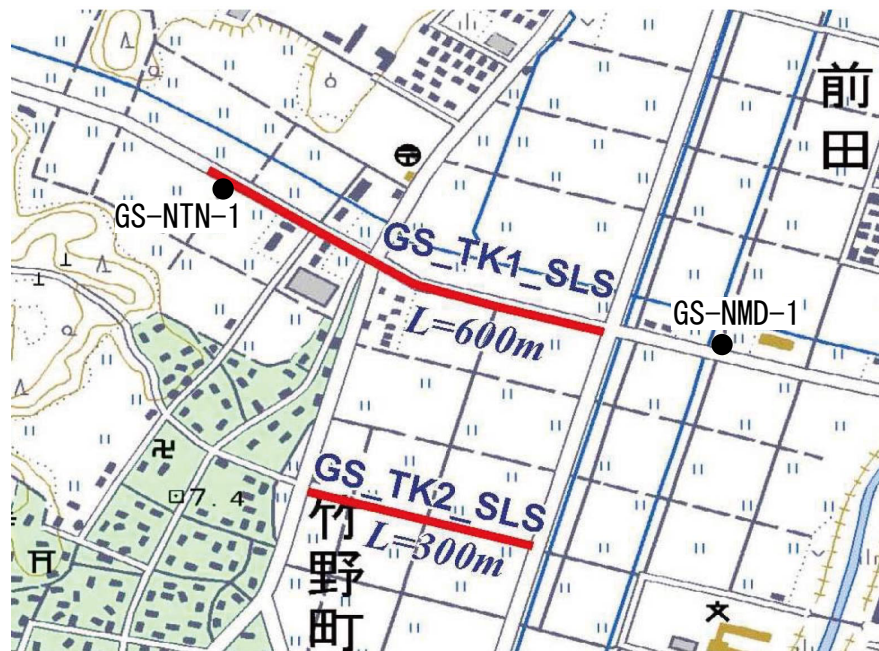 前田
GS-NTN-1
GS_TK1_SLS
L=600m
GS-NMD-1
GS_TK2_SLS
L=300m
7.4
竹野町